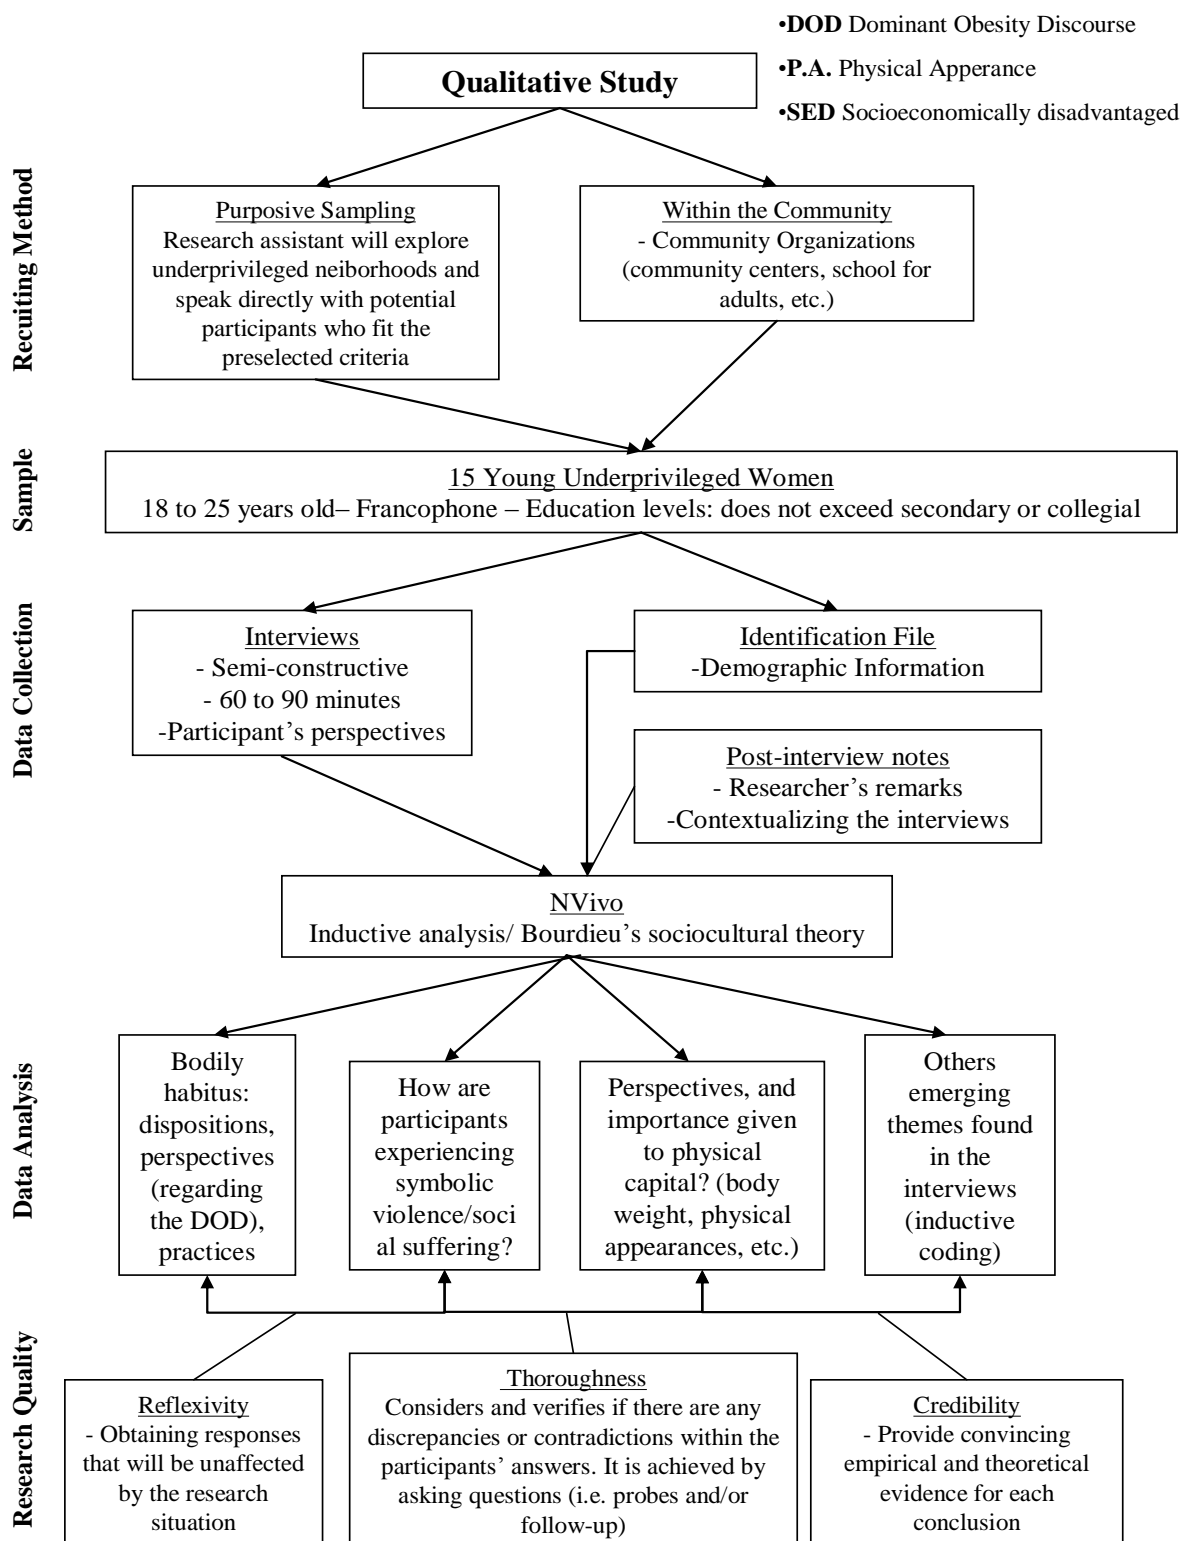 •DOD Dominant Obesity Discourse
•P.A. Physical Apperance
•SED Socioeconomically disadvantaged
Qualitative Study
Recuiting Method
Purposive Sampling
Research assistant will explore
underprivileged neiborhoods and
speak directly with potential
participants who fit the
preselected criteria
Within the Community
- Community Organizations
(community centers, school for
adults, etc.)
Sample
15 Young Underprivileged Women
18 to 25 years old– Francophone – Education levels: does not exceed secondary or collegial
Data Collection
Interviews
- Semi-constructive
- 60 to 90 minutes
-Participant’s perspectives
Identification File
-Demographic Information
Post-interview notes
- Researcher’s remarks
-Contextualizing the interviews
NVivo
Inductive analysis/ Bourdieu’s sociocultural theory
Data Analysis
Bodily
habitus:
dispositions,
perspectives
(regarding
the DOD),
practices
How are
participants
experiencing
symbolic
violence/soci
al suffering?
Perspectives, and
importance given
to physical
capital? (body
weight, physical
appearances, etc.)
Others
emerging
themes found
in the
interviews
(inductive
coding)
Research Quality
Reflexivity
- Obtaining responses
that will be unaffected
by the research
situation
Thoroughness
Considers and verifies if there are any
discrepancies or contradictions within the
participants’ answers. It is achieved by
asking questions (i.e. probes and/or
follow-up)
Credibility
- Provide convincing
empirical and theoretical
evidence for each
conclusion